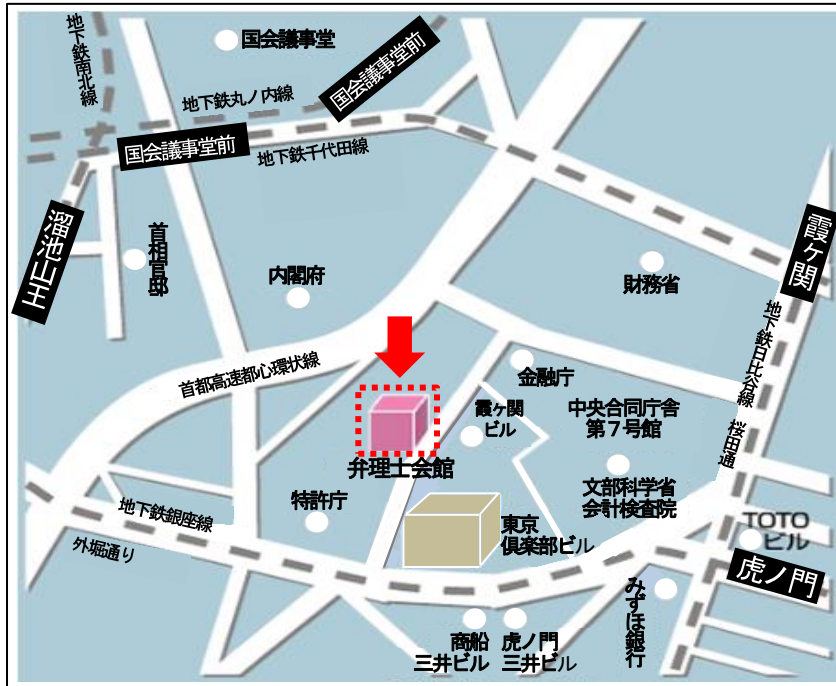 地下鉄南北線
国会議事堂
国会議事堂前
地下鉄丸ノ内線
国会議事堂前
地下鉄千代田線
溜池山王
首相官邸
内閣府
財務省
霞ヶ関
地下鉄日比谷線
桜田通
首都高速都心環状線
金融庁
霞ヶ関
ビル
中央合同庁舎
第7号館
弁理士会館
文部科学省
会計検査院
特許庁
地下鉄銀座線
外堀通り
東京
倶楽部ビル
TOTO
ビル
虎ノ門
みずほ銀行
商船
三井ビル
虎ノ門
三井ビル